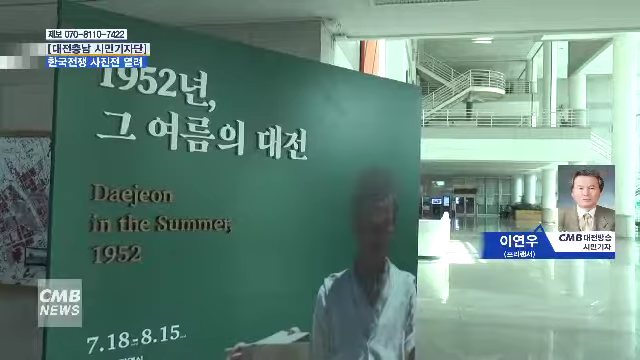 제보 070-8110-7422
[대전충남 시민기자단]
한국전쟁 사진전 열려
1952년,
그 여름의 대전
Daejeon
in the Summer,
1952
7.18–8.15
이연우
(프리랜서)
CMB 대전방송
시민기자
CMB
NEWS